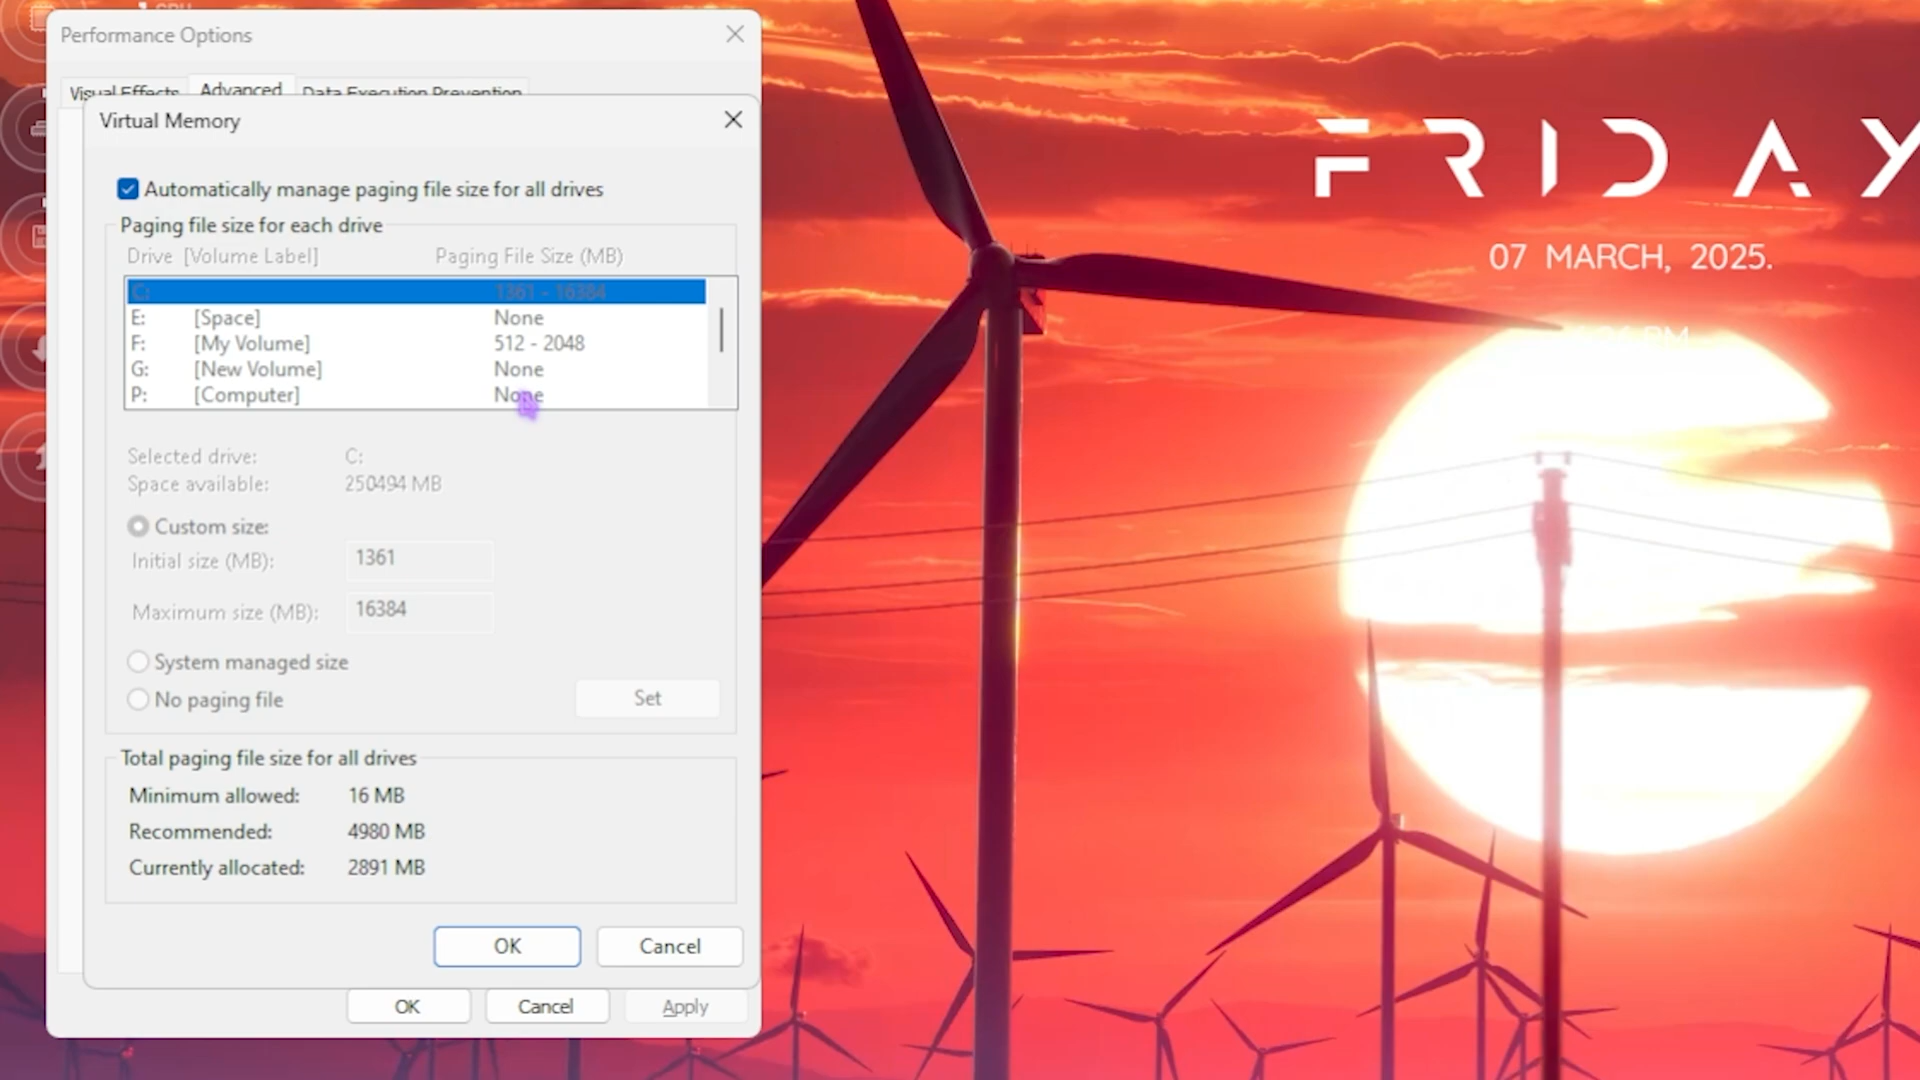 Performance Options
Visual Effects
Advanced
Data Execution Prevention
Virtual Memory
Automatically manage paging file size for all drives
Paging file size for each drive
Drive [Volume Label] Paging File Size (MB)
C: 1361 - 16384
E: [Space] None
F: [My Volume] 512 - 2048
G: [New Volume] None
P: [Computer] None
Selected drive: C:
Space available: 250494 MB
Custom size:
Initial size (MB): 1361
Maximum size (MB): 16384
System managed size
No paging file
Set
Total paging file size for all drives
Minimum allowed: 16 MB
Recommended: 4980 MB
Currently allocated: 2891 MB
OK Cancel
OK Cancel Apply
FRIDAY
07 MARCH, 2025.
PM